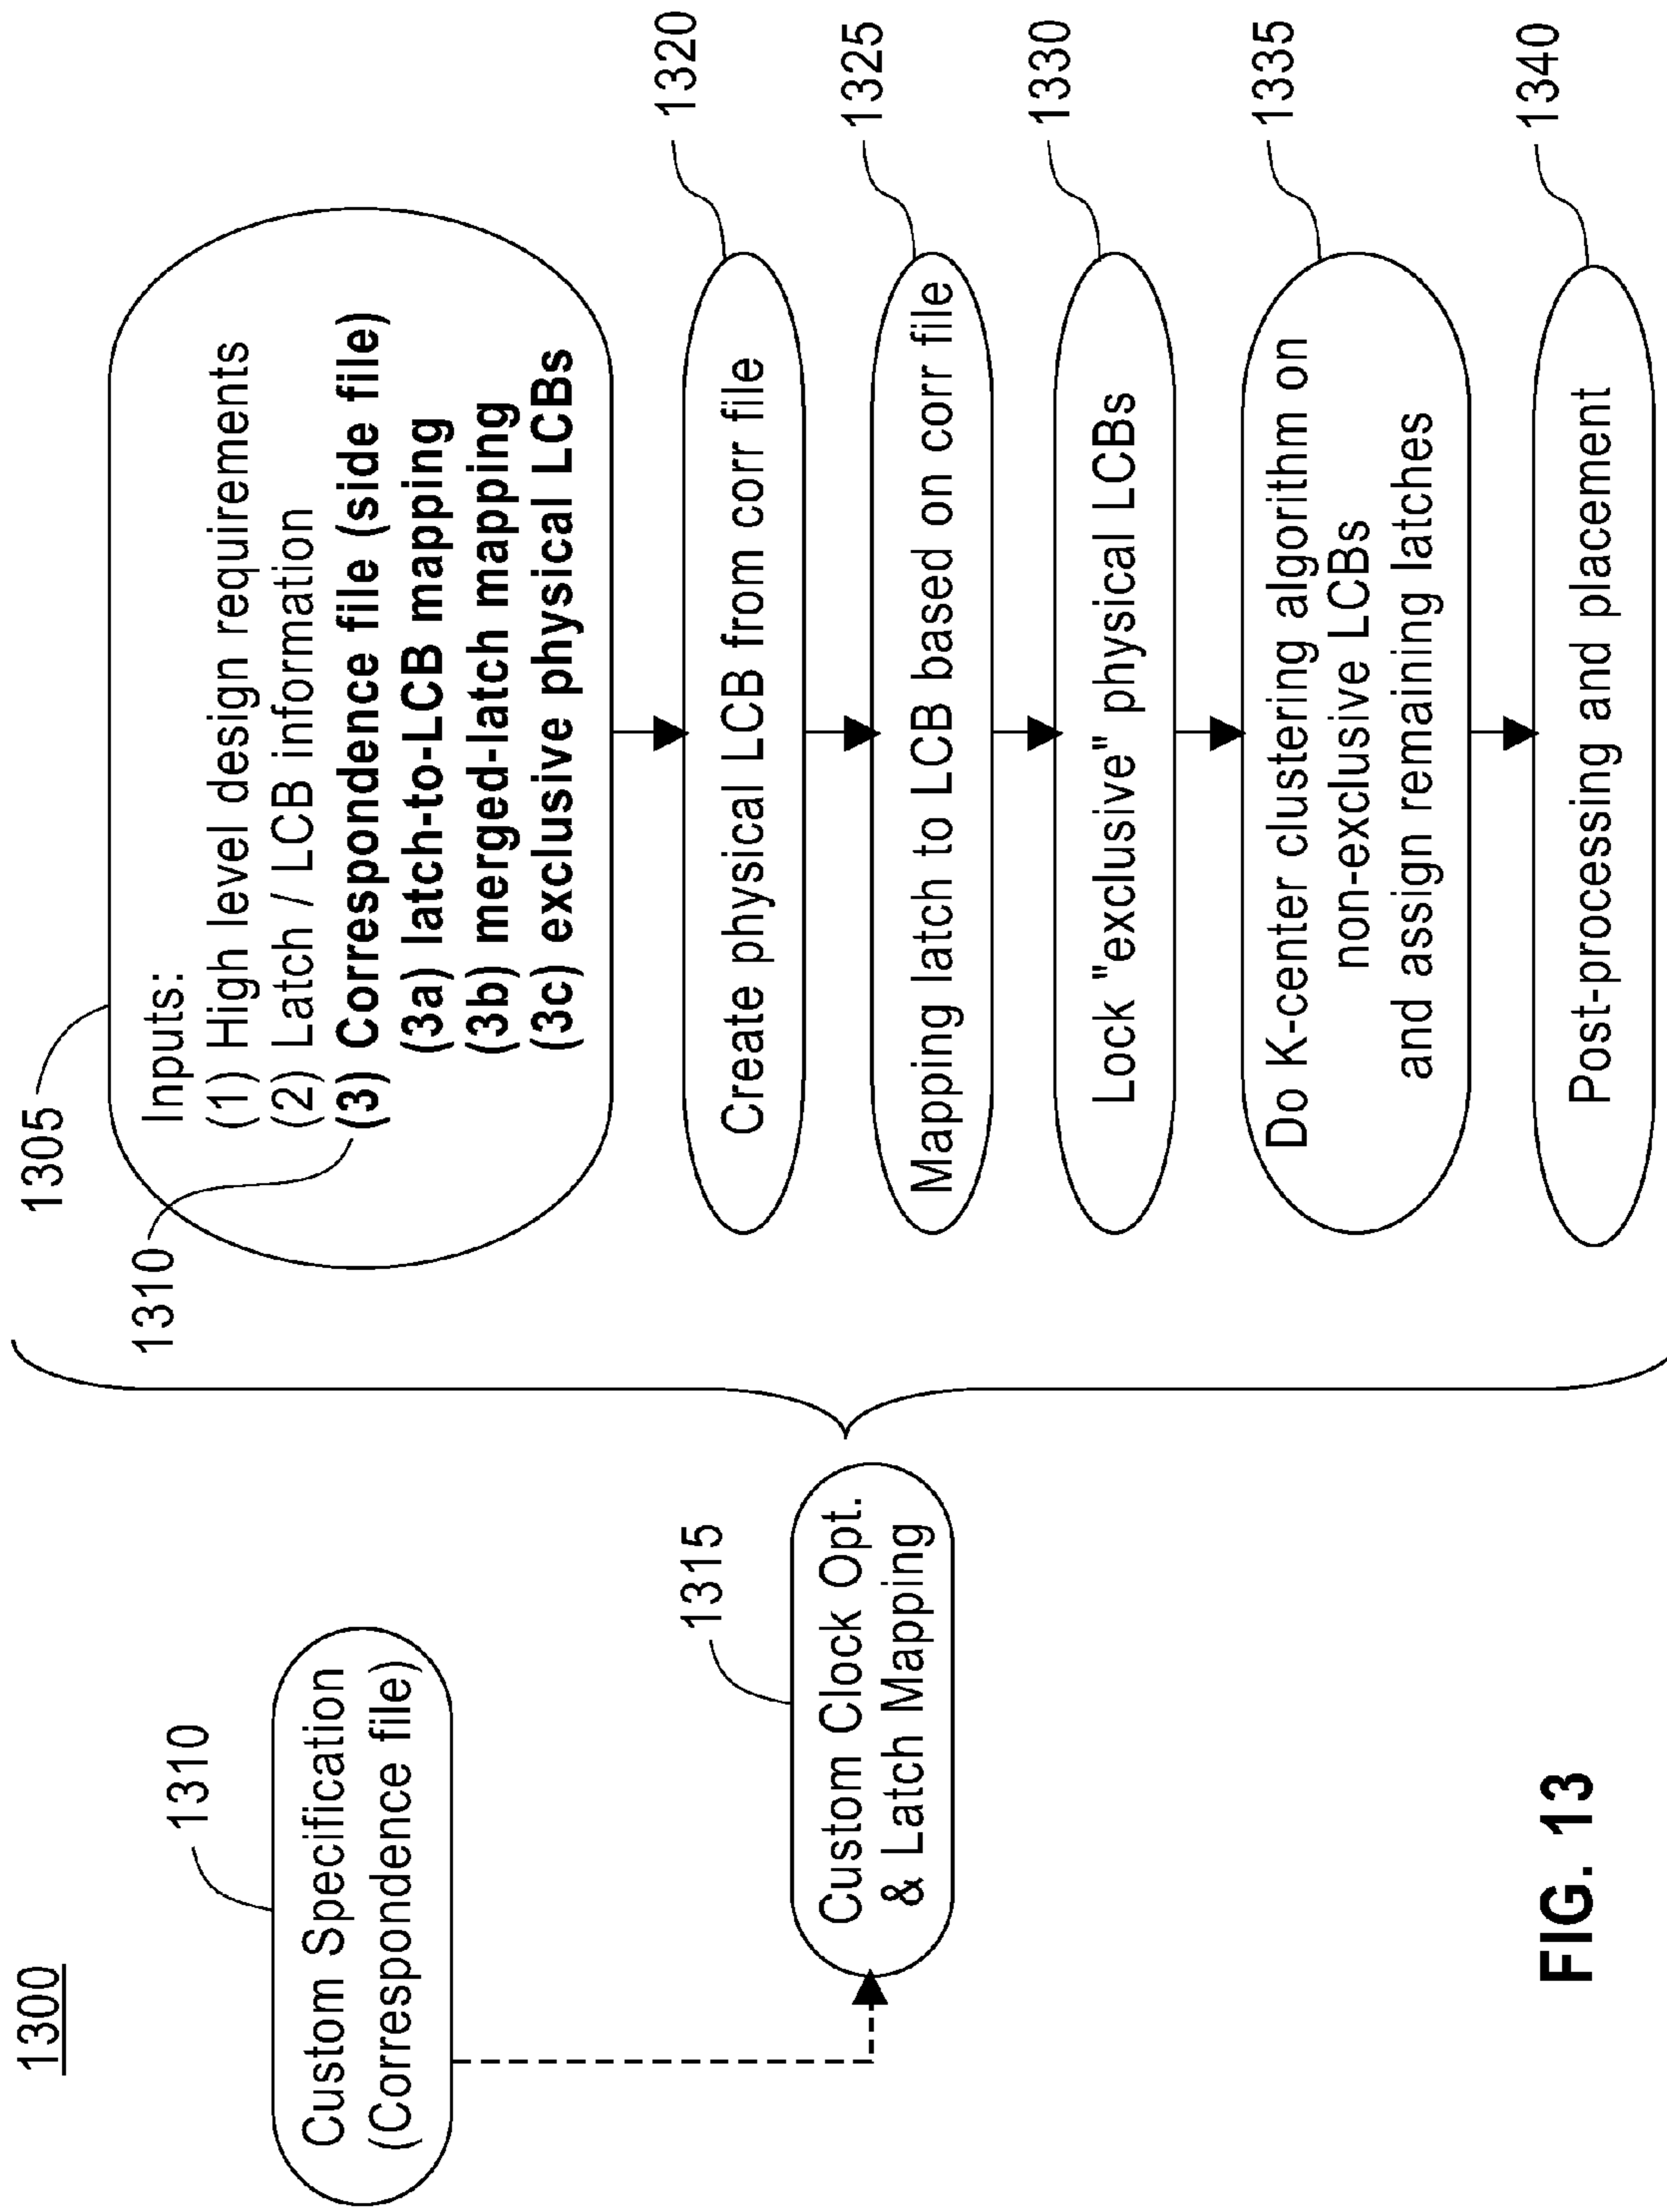 1300
1310
Custom Specification
(Correspondence file)
1315
Custom Clock Opt.
& Latch Mapping
1305
1310
Inputs:
(1) High level design requirements
(2) Latch / LCB information
(3) Correspondence file (side file)
(3a) latch-to-LCB mapping
(3b) merged-latch mapping
(3c) exclusive physical LCBs
1320
Create physical LCB from corr file
1325
Mapping latch to LCB based on corr file
1330
Lock "exclusive" physical LCBs
1335
Do K-center clustering algorithm on
non-exclusive LCBs
and assign remaining latches
1340
Post-processing and placement
FIG. 13